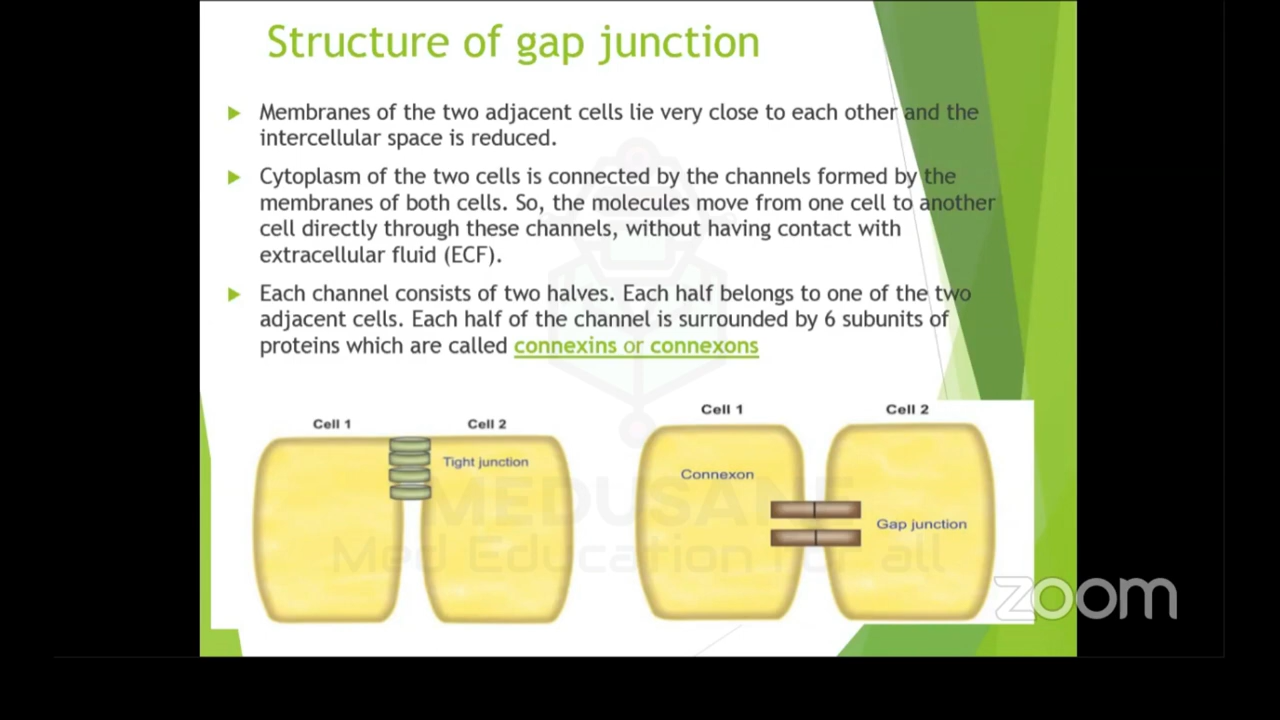 Structure of gap junction
Membranes of the two adjacent cells lie very close to each other and the
intercellular space is reduced.
Cytoplasm of the two cells is connected by the channels formed by the
membranes of both cells. So, the molecules move from one cell to another
cell directly through these channels, without having contact with
extracellular fluid (ECF).
Each channel consists of two halves. Each half belongs to one of the two
adjacent cells. Each half of the channel is surrounded by 6 subunits of
proteins which are called connexins or connexons
Cell 1
Cell 2
Tight junction
Cell 1
Cell 2
Connexon
Gap junction
MEDUSANE
Med Education For all
zoom